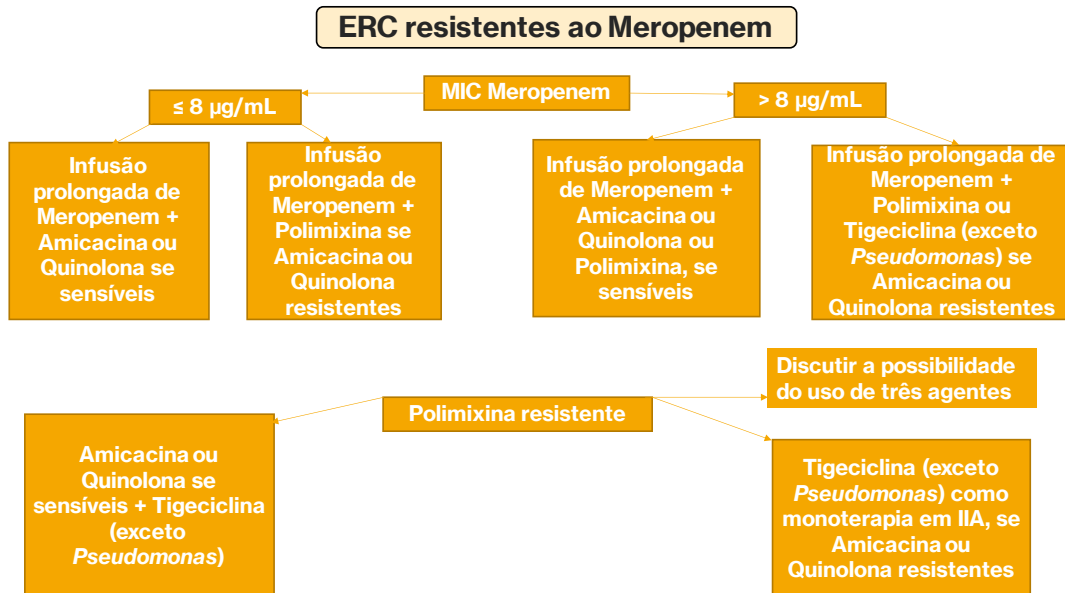 ERC resistentes ao Meropenem
MIC Meropenem
≤ 8 µg/mL
> 8 µg/mL
Infusão
prolongada de
Meropenem +
Amicacina ou
Quinolona se
sensíveis
Infusão
prolongada de
Meropenem +
Polimixina se
Amicacina ou
Quinolona
resistentes
Infusão prolongada
de Meropenem +
Amicacina ou
Quinolona ou
Polimixina, se
sensíveis
Infusão prolongada de
Meropenem +
Polimixina ou
Tigeciclina (exceto
Pseudomonas) se
Amicacina ou
Quinolona resistentes
Polimixina resistente
Discutir a possibilidade
do uso de três agentes
Amicacina ou
Quinolona se
sensíveis + Tigeciclina
(exceto
Pseudomonas)
Tigeciclina (exceto
Pseudomonas) como
monoterapia em IIA, se
Amicacina ou
Quinolona resistentes